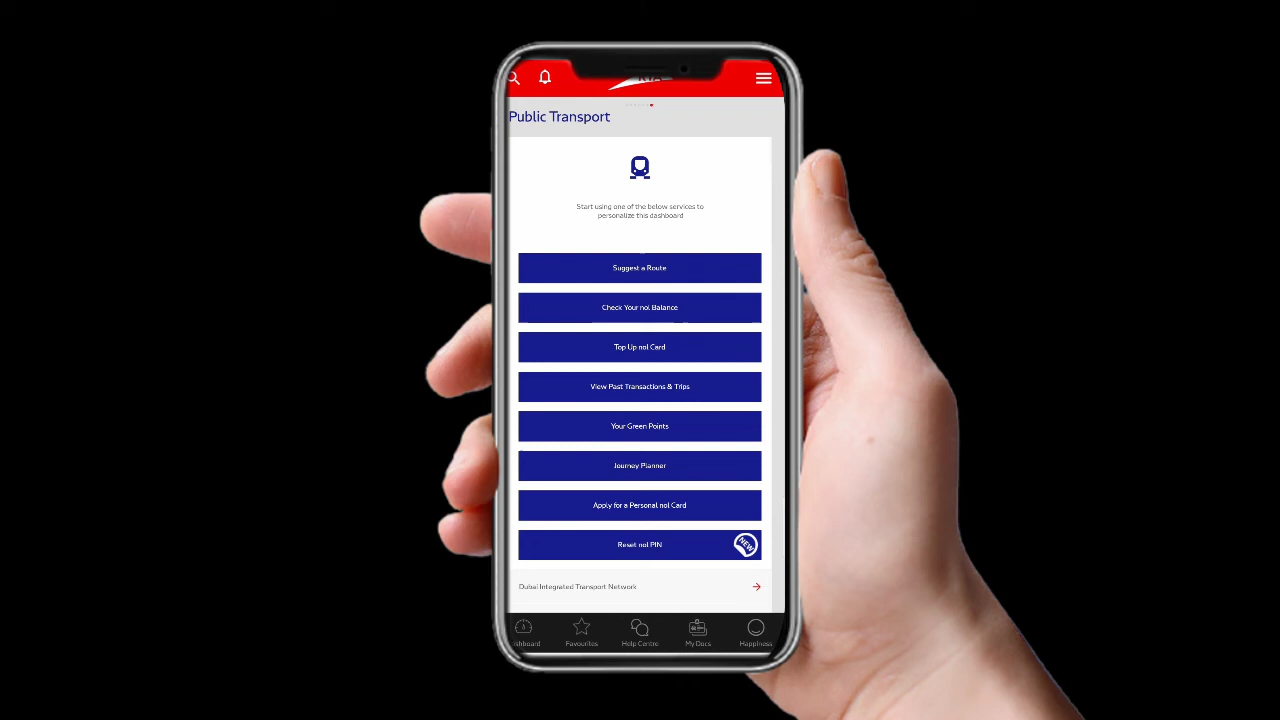 RTA
Public Transport
Start using one of the below services to
personalize this dashboard
Suggest a Route
Check Your nol Balance
Top Up nol Card
View Past Transactions & Trips
Your Green Points
Journey Planner
Apply for a Personal nol Card
Reset nol PIN
NEW
Dubai Integrated Transport Network
shboard
Favourites
Help Centre
My Docs
Happiness